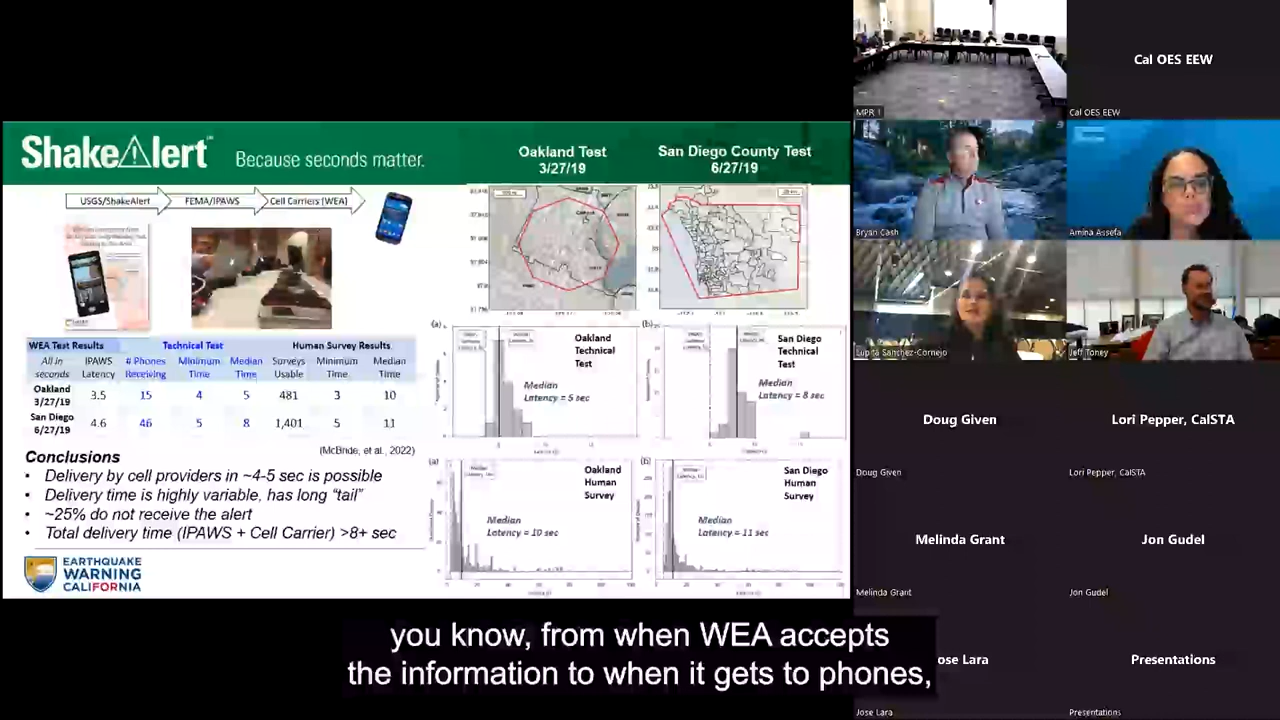 ShakeAlert Because seconds matter.
Oakland Test
3/27/19
San Diego County Test
6/27/19
USGS/ShakeAlert
FEMA/IPAWS
Cell Carriers (WEA)
WEA Test Results Technical Test Human Survey Results
All in seconds IPAWS Latency # Phones Receiving Minimum Time Median Time Surveys Usable Minimum Time Median Time
Oakland 3/27/19 3.5 15 4 5 481 3 10
San Diego 6/27/19 4.6 46 5 8 1,401 5 11
(McBride, et al., 2022)
Conclusions
• Delivery by cell providers in ~4-5 sec is possible
• Delivery time is highly variable, has long “tail”
• ~25% do not receive the alert
• Total delivery time (IPAWS + Cell Carrier) >8+ sec
EARTHQUAKE
WARNING
CALIFORNIA
(a)
Oakland
Technical
Test
Median
Latency = 5 sec
(b)
San Diego
Technical
Test
Median
Latency = 8 sec
(a)
Oakland
Human
Survey
Median
Latency = 10 sec
(b)
San Diego
Human
Survey
Median
Latency = 11 sec
MPR 1
Cal OES EEW
Cal OES EEW
Bryan Cash
Amina Assefa
Lupita Sanchez-Cornejo
Jeff Toney
Doug Given
Doug Given
Lori Pepper, CalSTA
Lori Pepper, CalSTA
Melinda Grant
Melinda Grant
Jon Gudel
Jon Gudel
ose Lara
Jose Lara
Presentations
Presentations
you know, from when WEA accepts
the information to when it gets to phones,